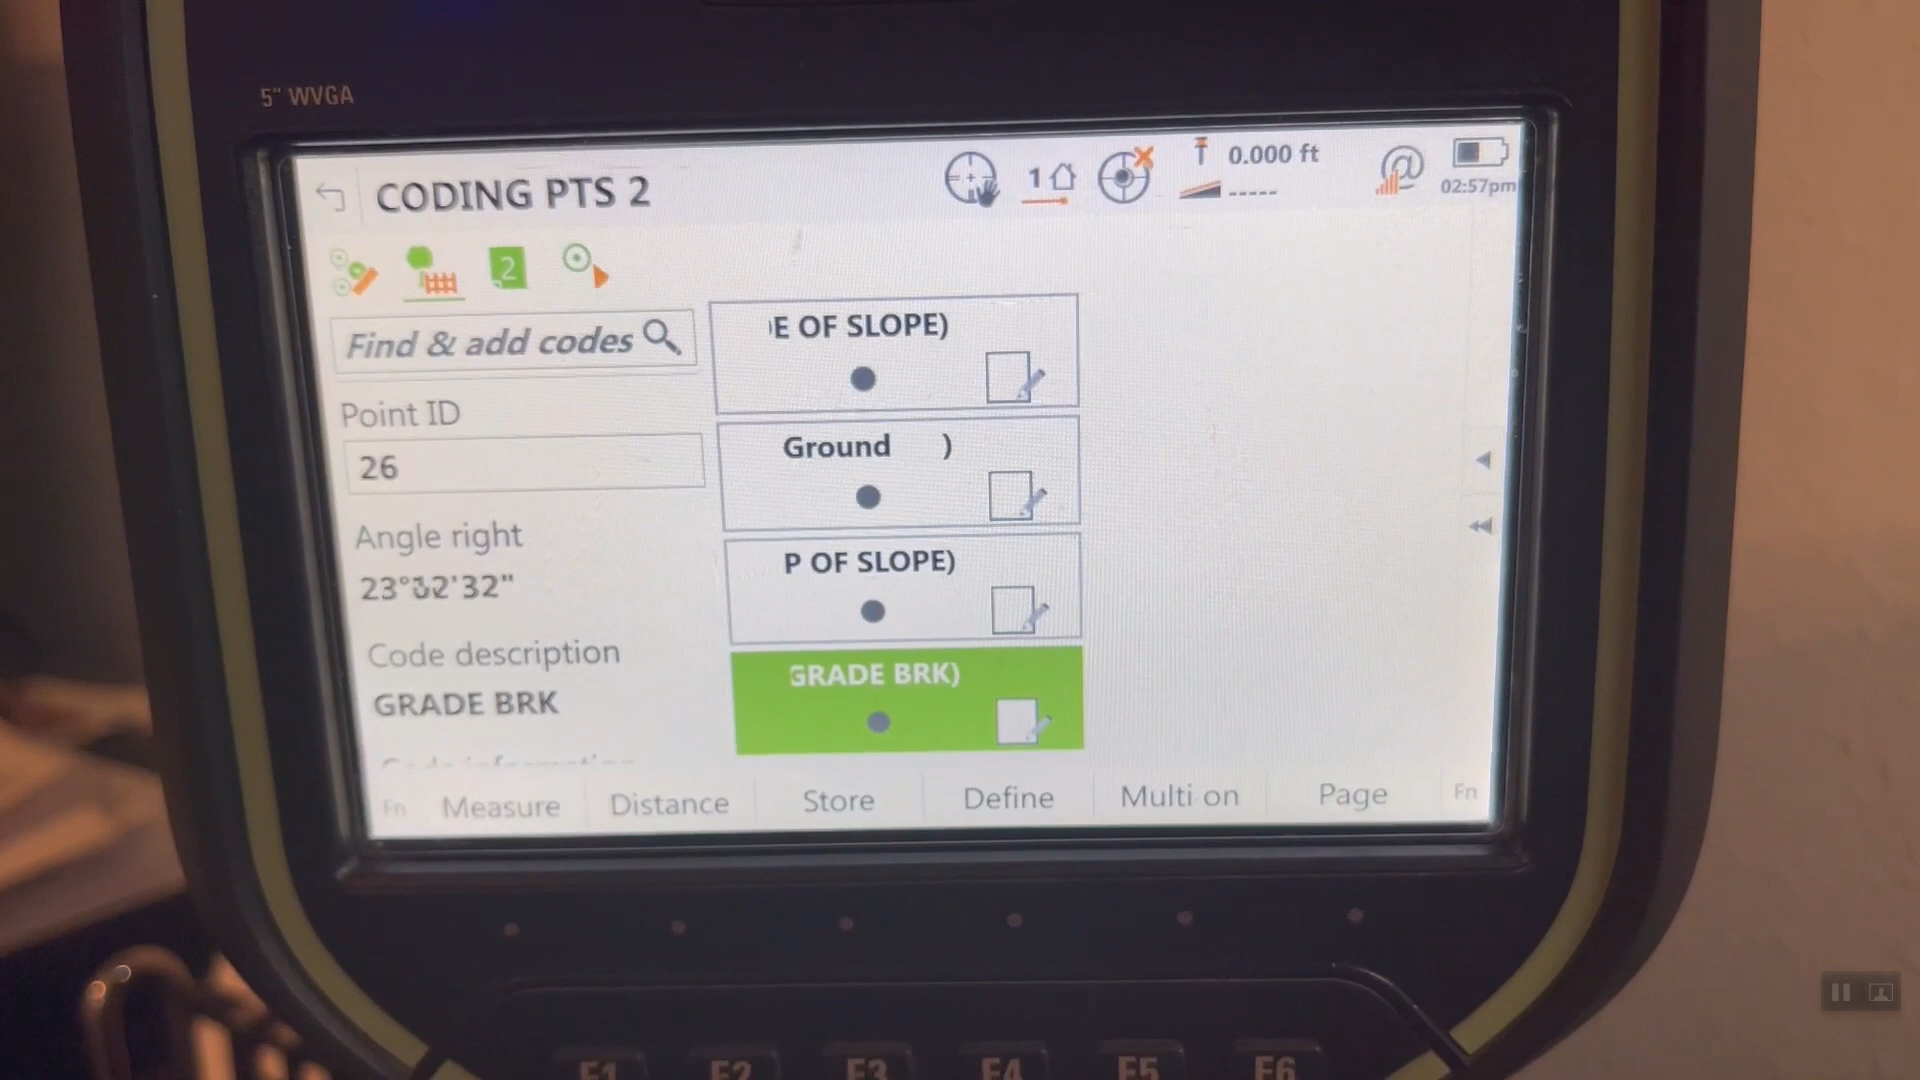 5" WVGA
CODING PTS 2
1
0.000 ft
-----
@
02:57pm
2
Find & add codes
Point ID
26
Angle right
23° 2'32"
Code description
GRADE BRK
E OF SLOPE)
Ground )
P OF SLOPE)
GRADE BRK)
Fn Measure Distance Store Define Multi on Page Fn
F1 F2 F3 F4 F5 F6